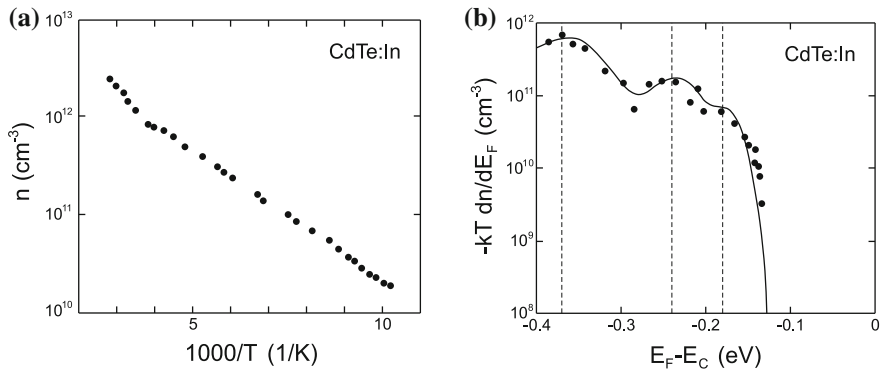 (a)
10^13
10^12
10^11
10^10
n (cm^-3)
CdTe:In
5
10
1000/T (1/K)
(b)
10^12
10^11
10^10
10^9
10^8
-kT dn/dE_F (cm^-3)
CdTe:In
-0.4
-0.3
-0.2
-0.1
0
E_F-E_C (eV)